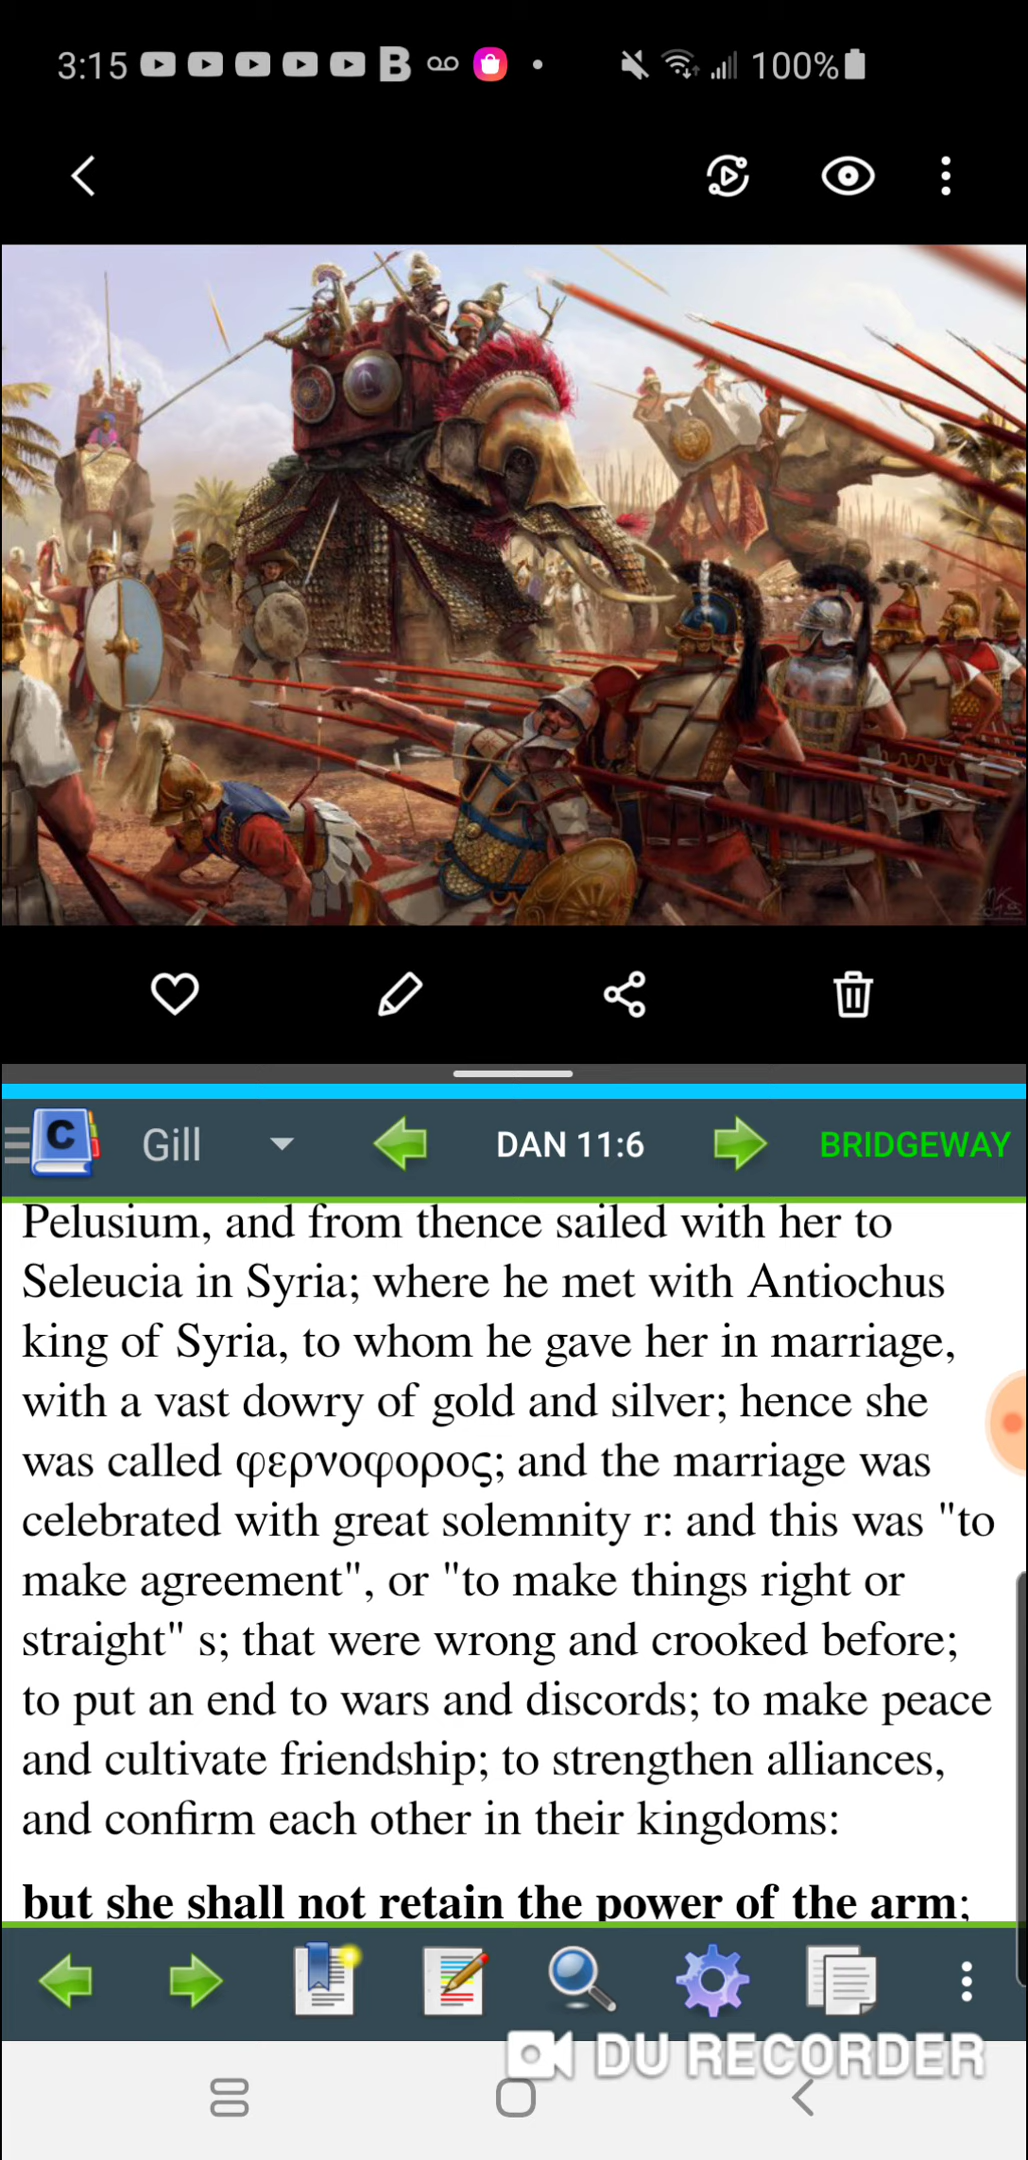 3:15
B
100%
C
Gill
DAN 11:6
BRIDGEWAY
Pelusium, and from thence sailed with her to
Seleucia in Syria; where he met with Antiochus
king of Syria, to whom he gave her in marriage,
with a vast dowry of gold and silver; hence she
was called φερνοφορος; and the marriage was
celebrated with great solemnity r: and this was "to
make agreement", or "to make things right or
straight" s; that were wrong and crooked before;
to put an end to wars and discords; to make peace
and cultivate friendship; to strengthen alliances,
and confirm each other in their kingdoms:
but she shall not retain the power of the arm;
DU RECORDER